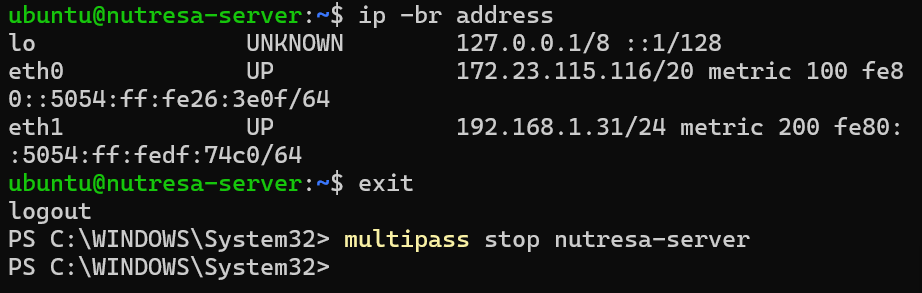 ubuntu@nutresa-server:~$ ip -br address
lo               UNKNOWN        127.0.0.1/8 ::1/128
eth0             UP             172.23.115.116/20 metric 100 fe8
0::5054:ff:fe26:3e0f/64
eth1             UP             192.168.1.31/24 metric 200 fe80:
:5054:ff:fedf:74c0/64
ubuntu@nutresa-server:~$ exit
logout
PS C:\WINDOWS\System32> multipass stop nutresa-server
PS C:\WINDOWS\System32>